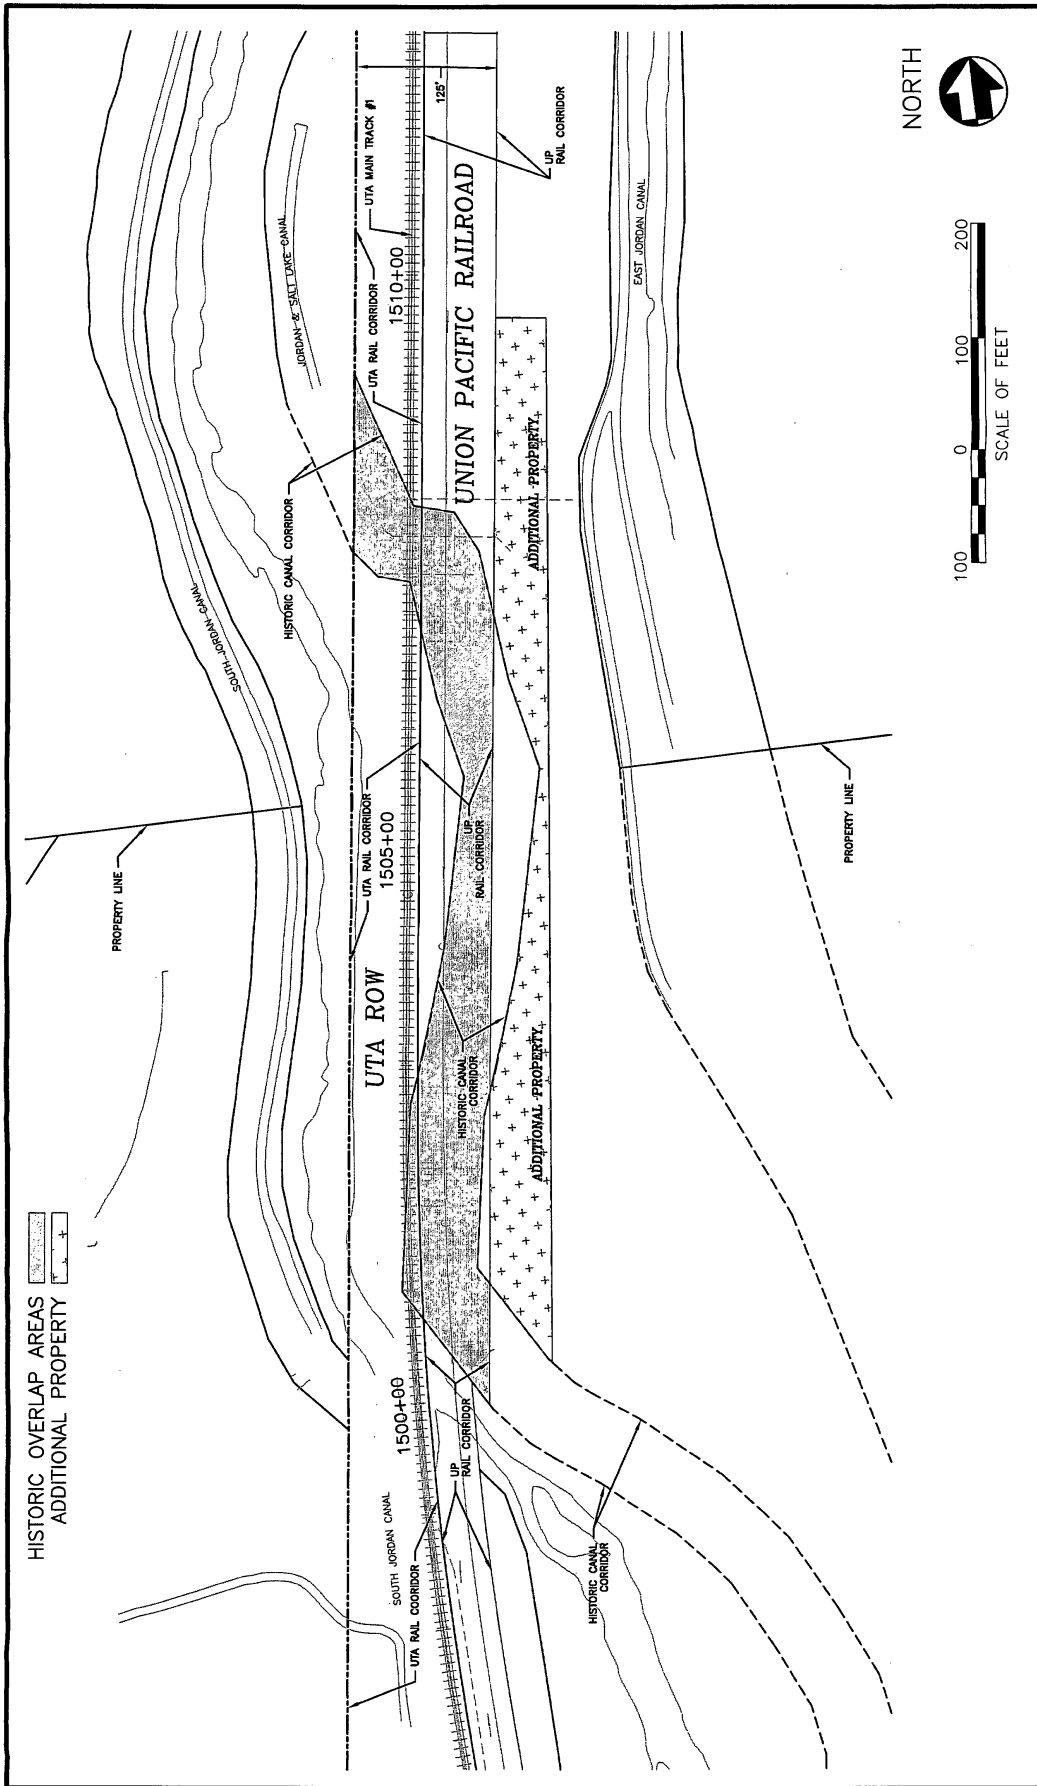 HISTORIC OVERLAP AREAS
ADDITIONAL PROPERTY
NORTH
100 0 100 200
SCALE OF FEET
PROPERTY LINE
SOUTH JORDAN CANAL
JORDAN & SALT LAKE CANAL
HISTORIC CANAL CORRIDOR
UTA RAIL CORRIDOR
UTA MAIN TRACK #1
125'
UP
RAIL CORRIDOR
UTA RAIL CORRIDOR
1510+00
UNION PACIFIC RAILROAD
UTA RAIL CORRIDOR
1505+00
UTA ROW
UP
RAIL CORRIDOR
HISTORIC CANAL
CORRIDOR
ADDITIONAL PROPERTY
ADDITIONAL PROPERTY
ADDITIONAL PROPERTY
EAST JORDAN CANAL
PROPERTY LINE
1500+00
SOUTH JORDAN CANAL
UTA RAIL COORIDOR
UP
RAIL CORRIDOR
HISTORIC CANAL
CORRIDOR